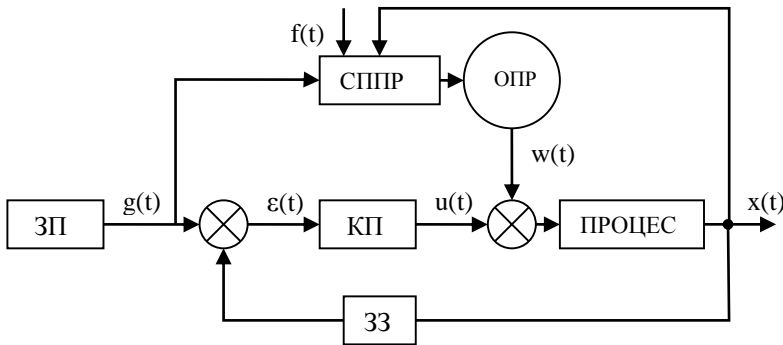 f(t)
СППР
ОПР
w(t)
ЗП
g(t)
ε(t)
КП
u(t)
ПРОЦЕС
x(t)
ЗЗ